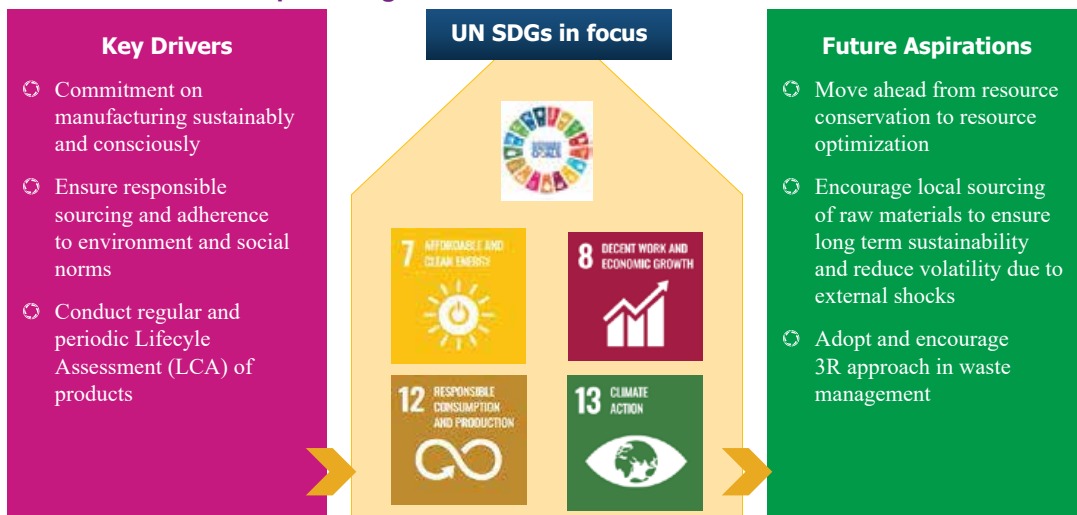 Key Drivers
Commitment on
manufacturing sustainably
and consciously
Ensure responsible
sourcing and adherence
to environment and social
norms
Conduct regular and
periodic Lifecyle
Assessment (LCA) of
products
UN SDGs in focus
7 AFFORDABLE AND
CLEAN ENERGY
8 DECENT WORK AND
ECONOMIC GROWTH
12 RESPONSIBLE
CONSUMPTION
AND PRODUCTION
13 CLIMATE
ACTION
Future Aspirations
Move ahead from resource
conservation to resource
optimization
Encourage local sourcing
of raw materials to ensure
long term sustainability
and reduce volatility due to
external shocks
Adopt and encourage
3R approach in waste
management